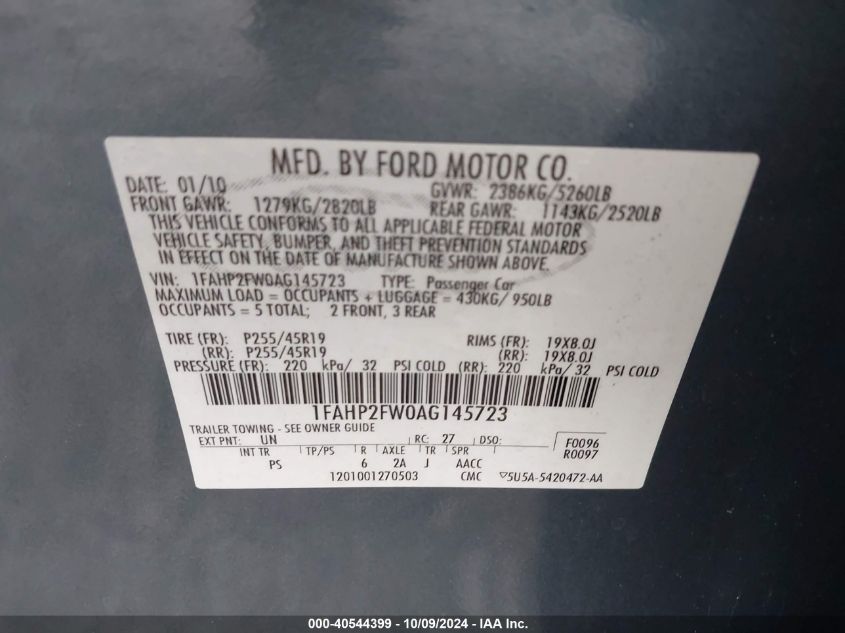 MFD. BY FORD MOTOR CO.
DATE: 01/10 GVWR: 2386KG/5260LB
FRONT GAWR: 1279KG/2820LB REAR GAWR: 1143KG/2520LB
THIS VEHICLE CONFORMS TO ALL APPLICABLE FEDERAL MOTOR
VEHICLE SAFETY, BUMPER, AND THEFT PREVENTION STANDARDS
IN EFFECT ON THE DATE OF MANUFACTURE SHOWN ABOVE.
VIN: 1FAHP2FW0AG145723 TYPE: Passenger Car
MAXIMUM LOAD = OCCUPANTS + LUGGAGE = 430KG/ 950LB
OCCUPANTS = 5 TOTAL; 2 FRONT, 3 REAR
TIRE (FR): P255/45R19 RIMS (FR): 19X8.0J
(RR): P255/45R19 (RR): 19X8.0J
PRESSURE (FR): 220 kPa/ 32 PSI COLD (RR): 220 kPa/ 32 PSI COLD
1FAHP2FW0AG145723
TRAILER TOWING - SEE OWNER GUIDE
EXT PNT: UN RC: 27 DSO: F0096
INT TR TP/PS R AXLE TR SPR R0097
PS 6 2A J AACC
1201001270503 CMC ▽5U5A-5420472-AA
000-40544399 - 10/09/2024 - IAA Inc.